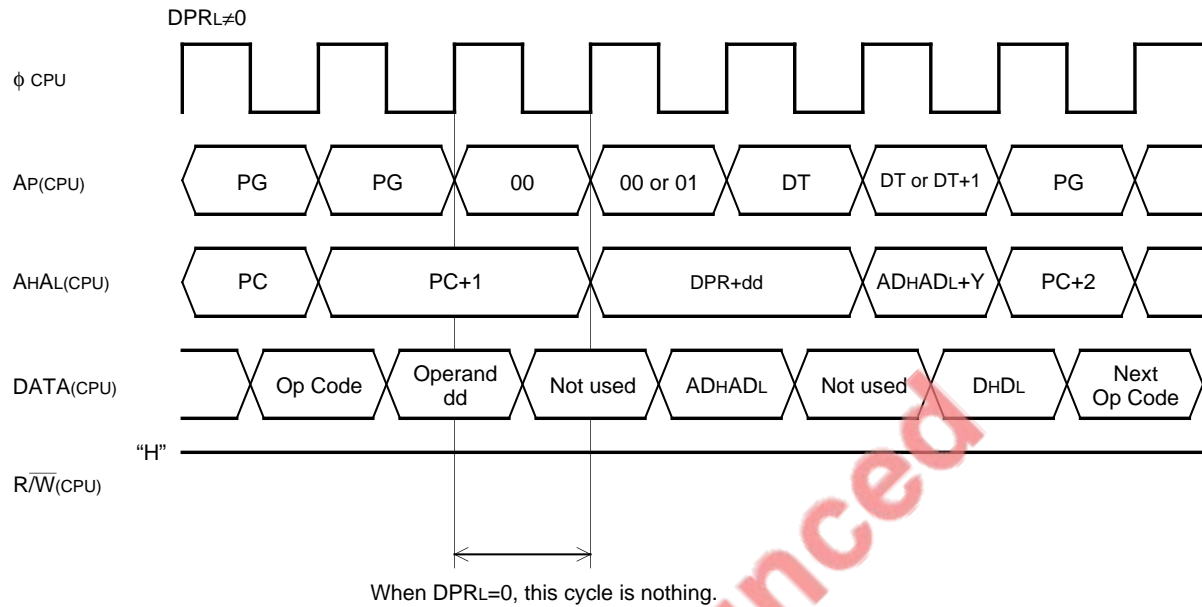 DPRL≠0
φ CPU
AP(CPU) PG PG 00 00 or 01 DT DT or DT+1 PG
AHAL(CPU) PC PC+1 DPR+dd ADHADL+Y PC+2
DATA(CPU) Op Code Operand dd Not used ADHADL Not used DHDL Next Op Code
“H”
R/W̅(CPU)
When DPRL=0, this cycle is nothing.